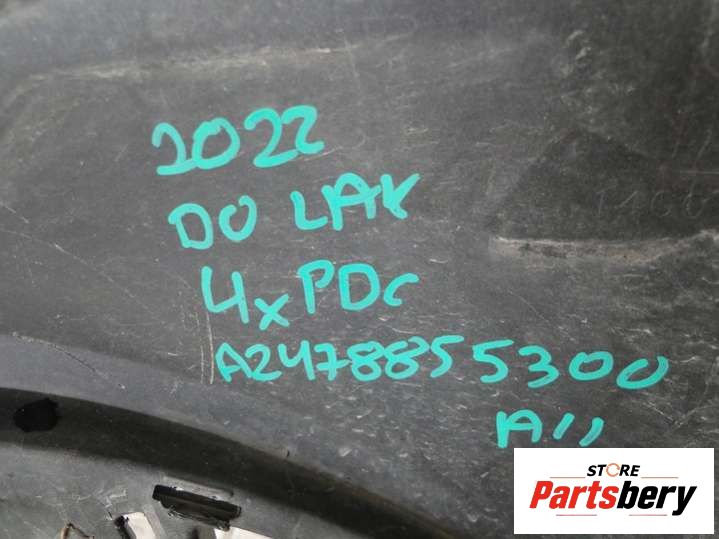 2022
DO LAK
4xPDC
A2478855300
A11
STORE
Partsbery